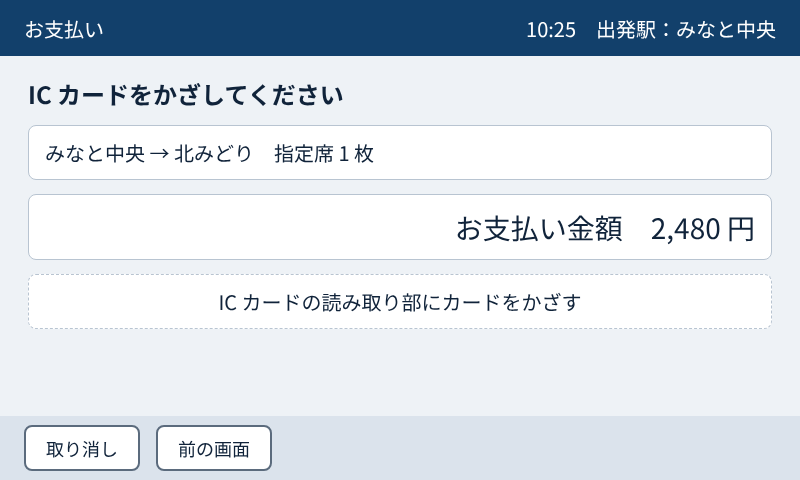 お支払い
10:25　出発駅：みなと中央
IC カードをかざしてください
みなと中央 → 北みどり　指定席 1 枚
お支払い金額　2,480 円
IC カードの読み取り部にカードをかざす
取り消し
前の画面